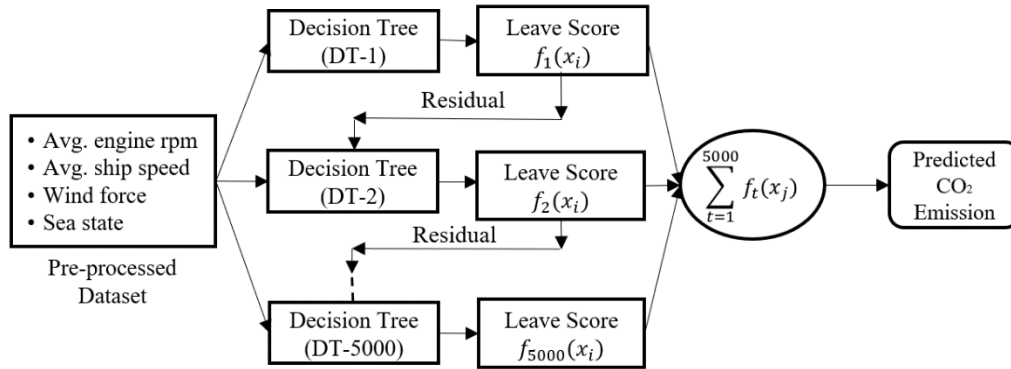 • Avg. engine rpm
• Avg. ship speed
• Wind force
• Sea state
Pre-processed
Dataset
Decision Tree
(DT-1)
Leave Score
f₁(xᵢ)
Residual
Decision Tree
(DT-2)
Leave Score
f₂(xᵢ)
Residual
Decision Tree
(DT-5000)
Leave Score
f₅₀₀₀(xᵢ)
5000
∑ fₜ(xⱼ)
t=1
Predicted
CO₂
Emission